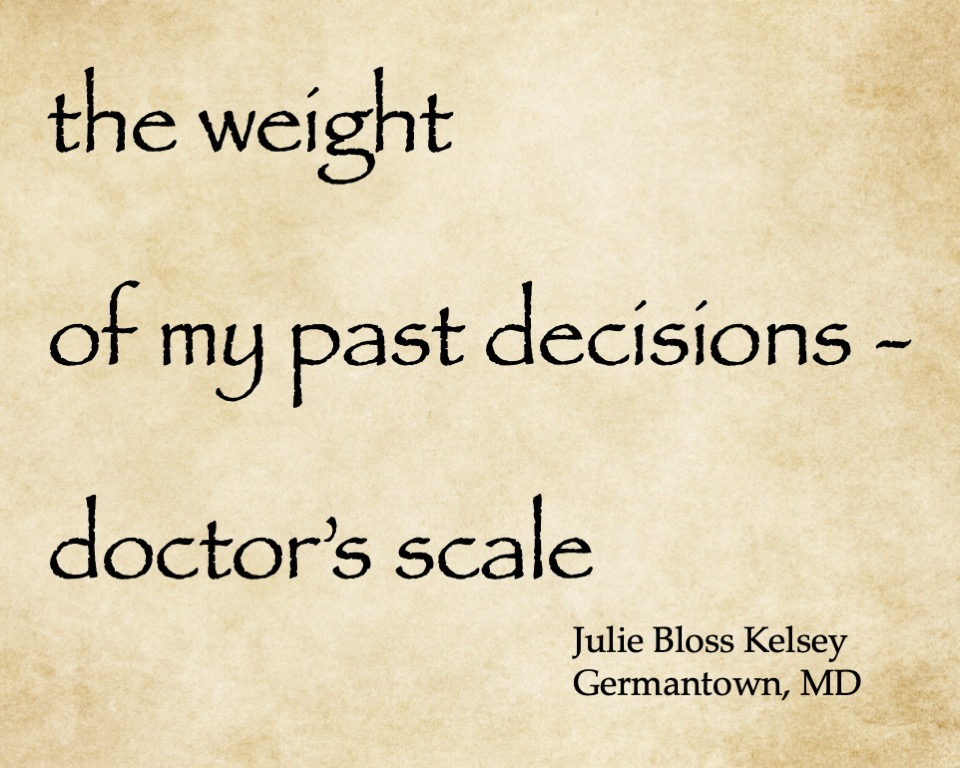 the weight
of my past decisions ~
doctor’s scale
Julie Bloss Kelsey
Germantown, MD